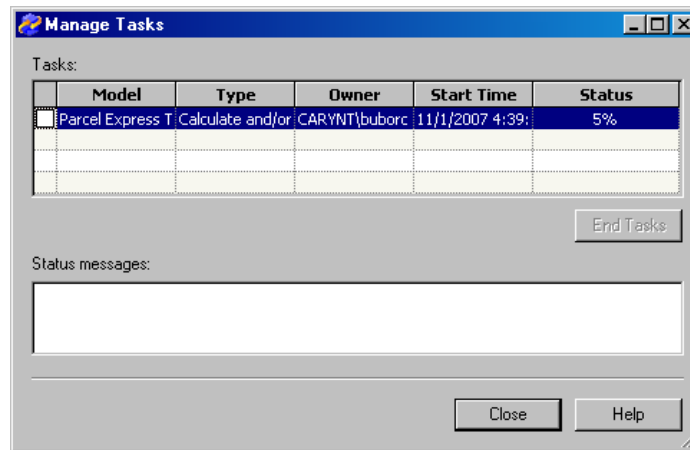 Manage Tasks
Tasks:
Model Type Owner Start Time Status
Parcel Express T Calculate and/or CARYNT\buborc 11/1/2007 4:39: 5%
End Tasks
Status messages:
Close Help